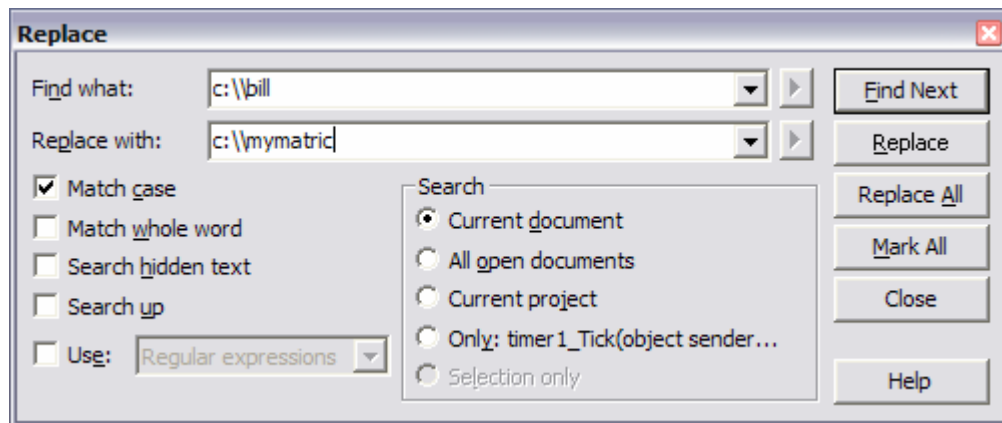 Replace
Find what: c:\\bill Find Next
Replace with: c:\\mymatric Replace
Match case Search Replace All
Match whole word Current document
Search hidden text All open documents Mark All
Search up Current project Close
Use: Regular expressions Only: timer1_Tick(object sender...
Selection only Help